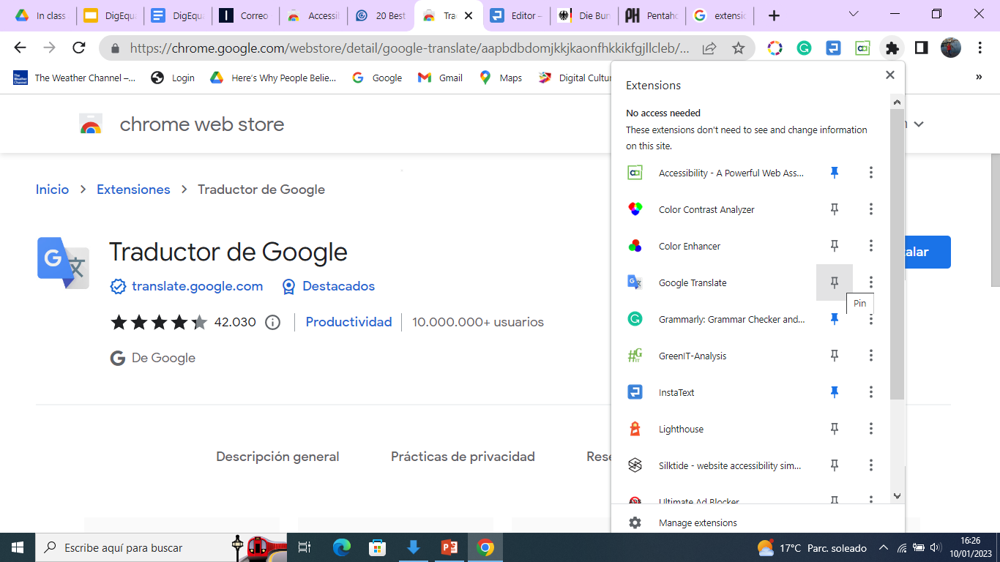 In class
DigEqua
DigEqua
Correo
Accessil
20 Best
Tra
Editor –
Die Bun
Pentaho
extensio
https://chrome.google.com/webstore/detail/google-translate/aapbdbdomjkkjkaonfhkkikfgjllcleb/...
The Weather Channel –...
Login
Here's Why People Belie...
Google
Gmail
Maps
Digital Cultur
»
Extensions
No access needed
These extensions don't need to see and change information
on this site.
Accessibility - A Powerful Web Ass...
Color Contrast Analyzer
Color Enhancer
Google Translate
Pin
Grammarly: Grammar Checker and...
GreenIT-Analysis
InstaText
Lighthouse
Silktide - website accessibility sim...
Ultimate Ad Blocker
Manage extensions
chrome web store
Inicio > Extensiones > Traductor de Google
Traductor de Google
alar
translate.google.com
Destacados
42.030
Productividad
10.000.000+ usuarios
De Google
Descripción general
Prácticas de privacidad
Rese
Escribe aquí para buscar
17°C Parc. soleado
16:26
10/01/2023